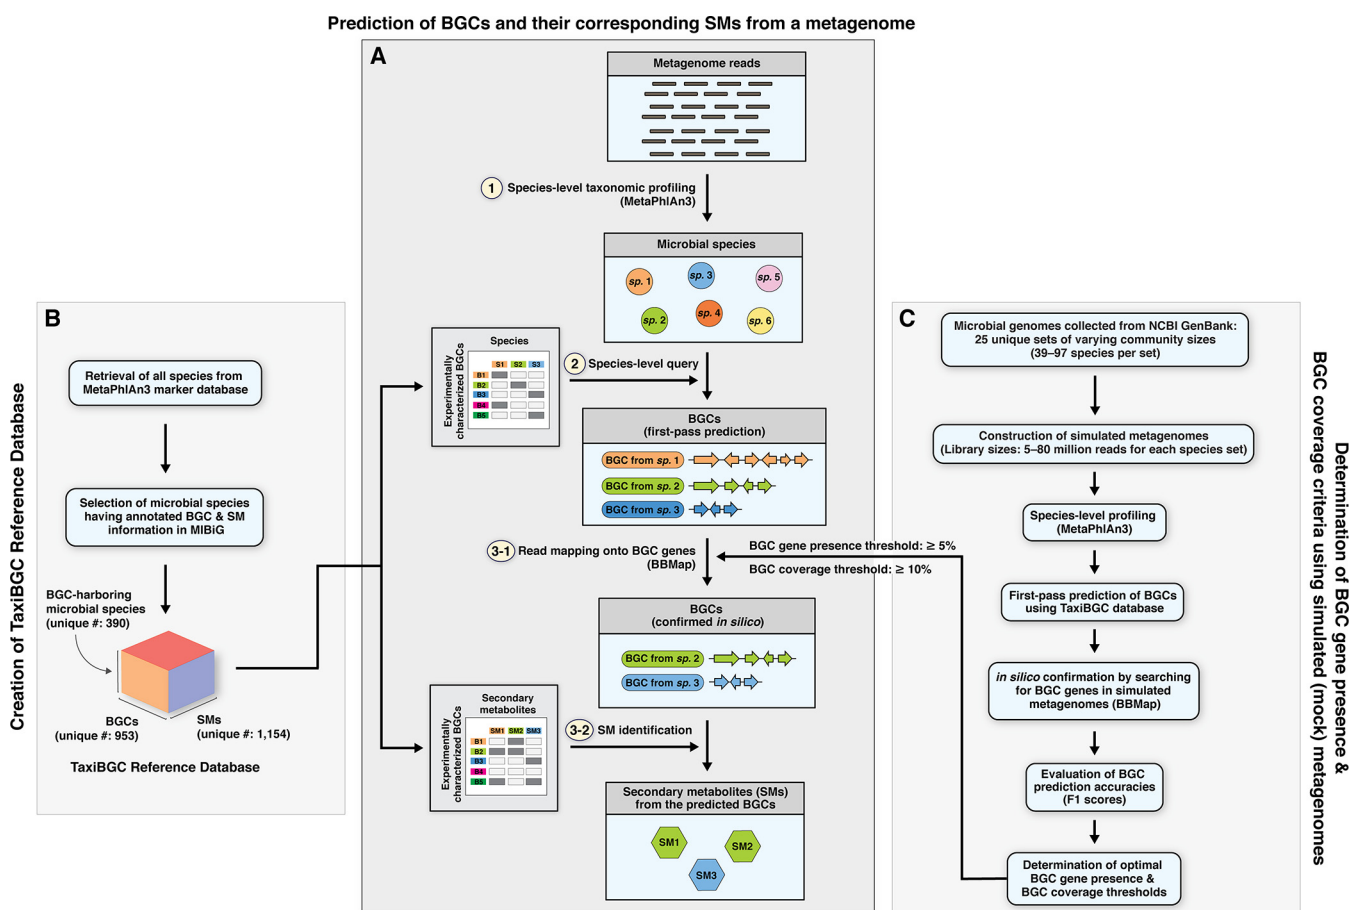 Prediction of BGCs and their corresponding SMs from a metagenome
A
Metagenome reads
1
Species-level taxonomic profiling
(MetaPhlAn3)
Microbial species
sp. 1
sp. 3
sp. 5
sp. 2
sp. 4
sp. 6
Species
Experimentally
characterized BGCs
S1
S2
S3
B1
B2
B3
B4
B5
2
Species-level query
BGCs
(first-pass prediction)
BGC from sp. 1
BGC from sp. 2
BGC from sp. 3
3-1
Read mapping onto BGC genes
(BBMap)
BGC gene presence threshold: ≥ 5%
BGC coverage threshold: ≥ 10%
BGCs
(confirmed in silico)
BGC from sp. 2
BGC from sp. 3
Secondary
metabolites
Experimentally
characterized BGCs
SM1
SM2
SM3
B1
B2
B3
B4
B5
3-2
SM identification
Secondary metabolites (SMs)
from the predicted BGCs
SM1
SM2
SM3
Creation of TaxiBGC Reference Database
B
Retrieval of all species from
MetaPhlAn3 marker database
Selection of microbial species
having annotated BGC & SM
information in MIBiG
BGC-harboring
microbial species
(unique #: 390)
BGCs
(unique #: 953)
SMs
(unique #: 1,154)
TaxiBGC Reference Database
C
Microbial genomes collected from NCBI GenBank:
25 unique sets of varying community sizes
(39–97 species per set)
Construction of simulated metagenomes
(Library sizes: 5–80 million reads for each species set)
Species-level profiling
(MetaPhlAn3)
First-pass prediction of BGCs
using TaxiBGC database
in silico confirmation by searching
for BGC genes in simulated
metagenomes (BBMap)
Evaluation of BGC
prediction accuracies
(F1 scores)
Determination of optimal
BGC gene presence &
BGC coverage thresholds
Determination of BGC gene presence &
BGC coverage criteria using simulated (mock) metagenomes